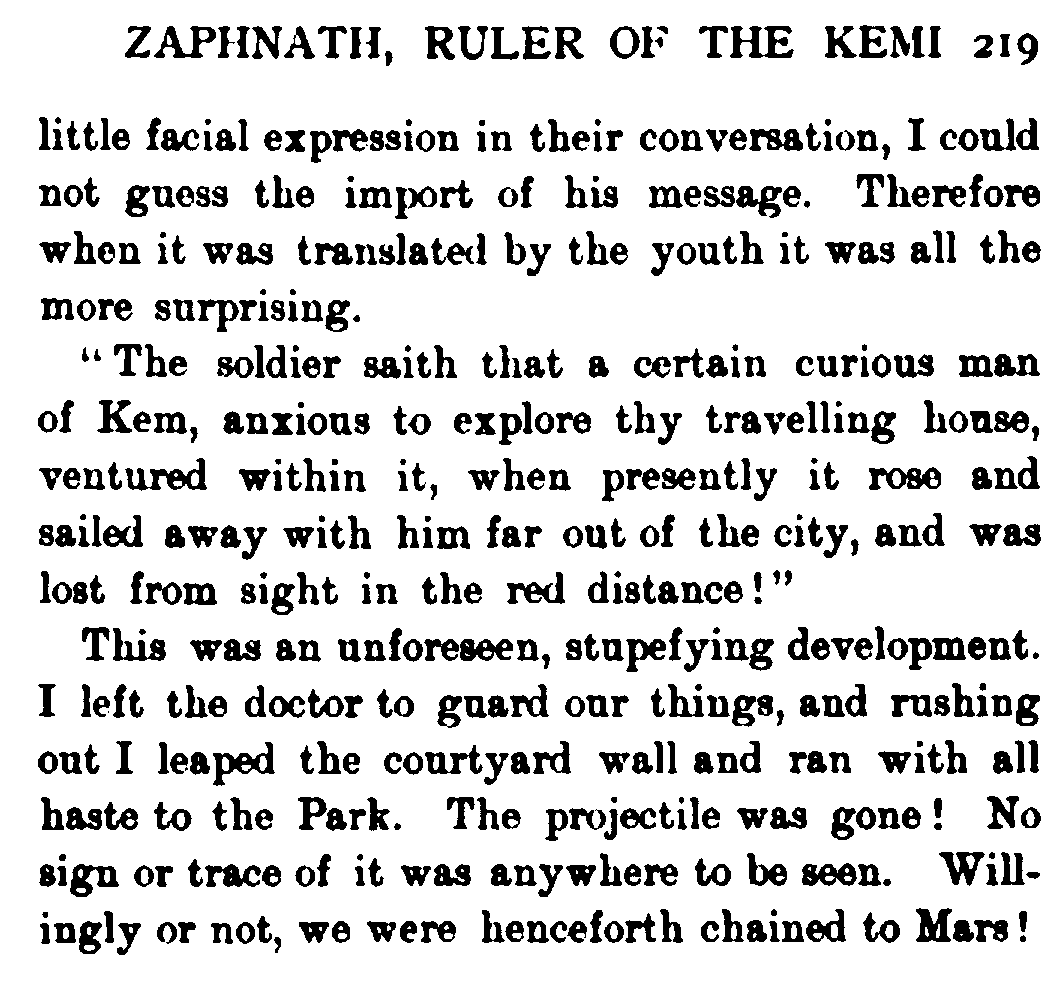 ZAPHNATH, RULER OF THE KEMI 219
little facial expression in their conversation, I could
not guess the import of his message. Therefore
when it was translated by the youth it was all the
more surprising.
“ The soldier saith that a certain curious man
of Kem, anxious to explore thy travelling house,
ventured within it, when presently it rose and
sailed away with him far out of the city, and was
lost from sight in the red distance!”
This was an unforeseen, stupefying development.
I left the doctor to guard our things, and rushing
out I leaped the courtyard wall and ran with all
haste to the Park. The projectile was gone! No
sign or trace of it was anywhere to be seen. Will-
ingly or not, we were henceforth chained to Mars!